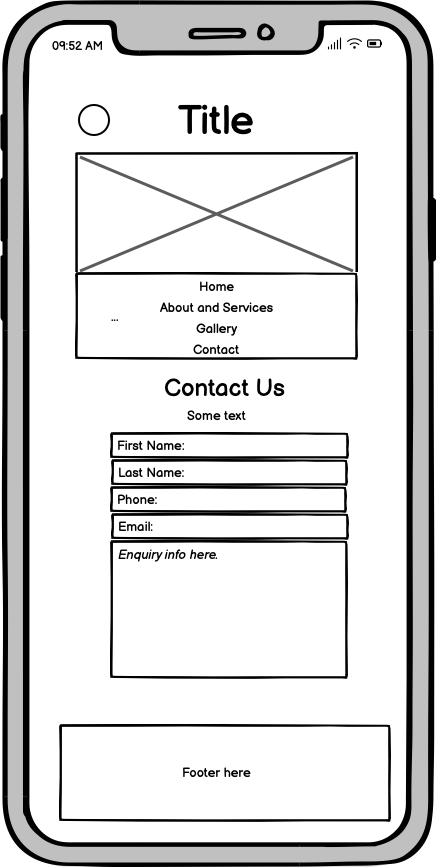 09:52 AM
Title
Home
About and Services
...
Gallery
Contact
Contact Us
Some text
First Name:
Last Name:
Phone:
Email:
Enquiry info here.
Footer here